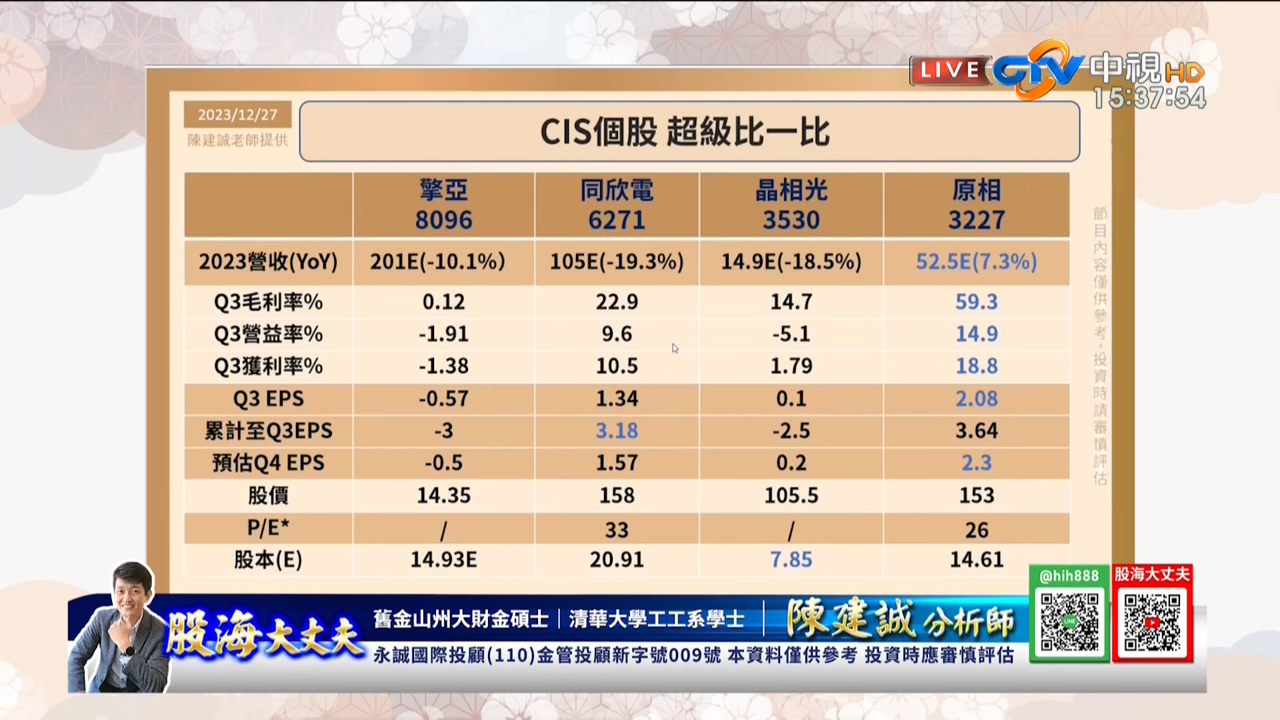 LIVE CTV 中視HD
15:37:54
2023/12/27
陳建誠老師提供
CIS個股 超級比一比
擎亞 同欣電 晶相光 原相
8096 6271 3530 3227
2023營收(YoY) 201E(-10.1%) 105E(-19.3%) 14.9E(-18.5%) 52.5E(7.3%)
Q3毛利率% 0.12 22.9 14.7 59.3
Q3營益率% -1.91 9.6 -5.1 14.9
Q3獲利率% -1.38 10.5 1.79 18.8
Q3 EPS -0.57 1.34 0.1 2.08
累計至Q3EPS -3 3.18 -2.5 3.64
預估Q4 EPS -0.5 1.57 0.2 2.3
股價 14.35 158 105.5 153
P/E* / 33 / 26
股本(E) 14.93E 20.91 7.85 14.61
節目內容僅供參考,投資時請審慎評估
股海大丈夫
舊金山州大財金碩士｜清華大學工工系學士
陳建誠 分析師
永誠國際投顧(110)金管投顧新字號009號 本資料僅供參考 投資時應審慎評估
@hih888
LINE
股海大丈夫